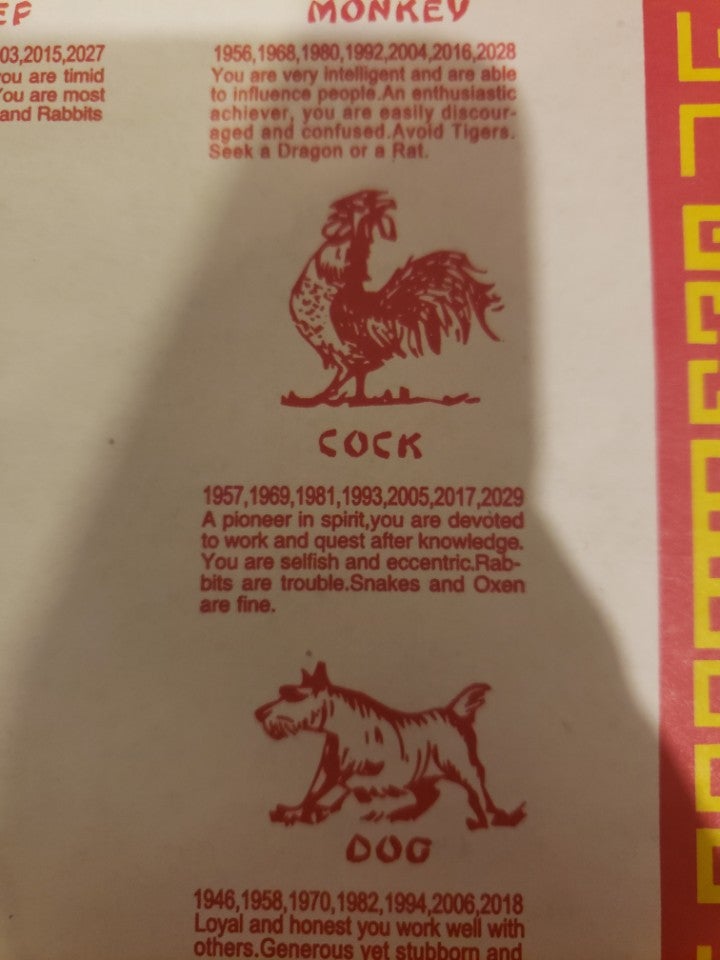 EF
03,2015,2027
you are timid
You are most
and Rabbits
MONKEY
1956,1968,1980,1992,2004,2016,2028
You are very intelligent and are able
to influence people.An enthusiastic
achiever, you are easily discour-
aged and confused.Avoid Tigers.
Seek a Dragon or a Rat.
COCK
1957,1969,1981,1993,2005,2017,2029
A pioneer in spirit,you are devoted
to work and quest after knowledge.
You are selfish and eccentric.Rab-
bits are trouble.Snakes and Oxen
are fine.
DOG
1946,1958,1970,1982,1994,2006,2018
Loyal and honest you work well with
others.Generous yet stubborn and